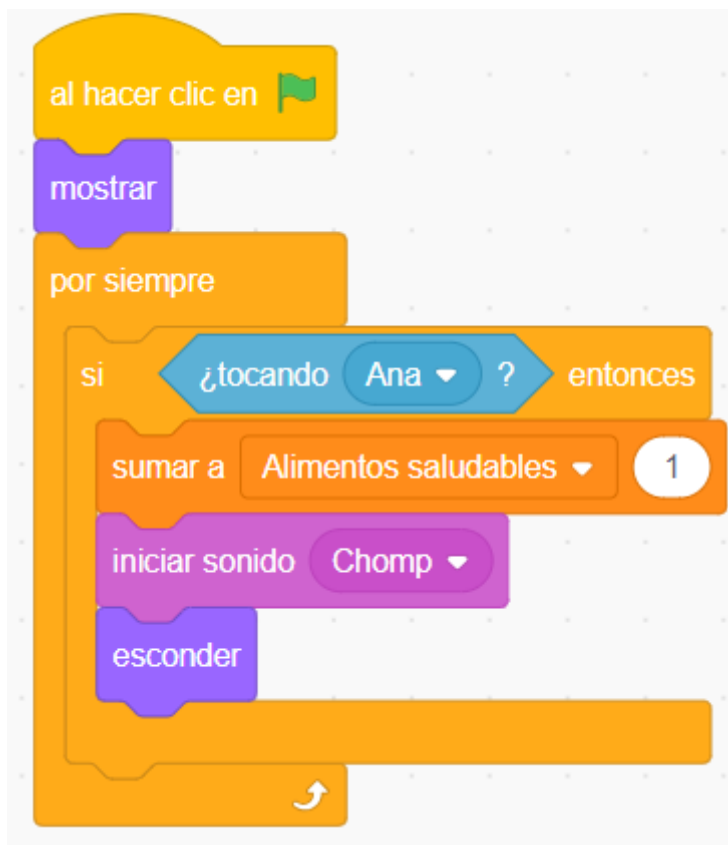 al hacer clic en
mostrar
por siempre
si ¿tocando Ana ? entonces
sumar a Alimentos saludables 1
iniciar sonido Chomp
esconder